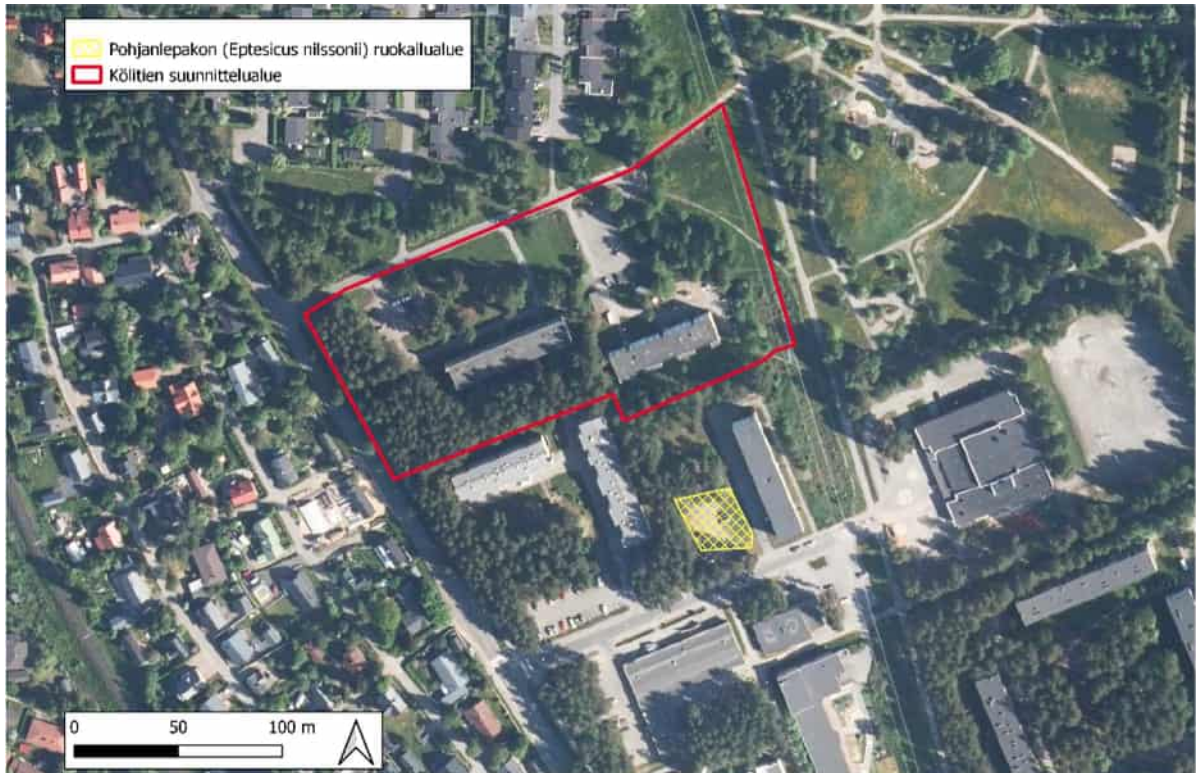 Pohjanlepakon (Eptesicus nilssonii) ruokailualue
Kölitien suunnittelualue
0 50 100 m